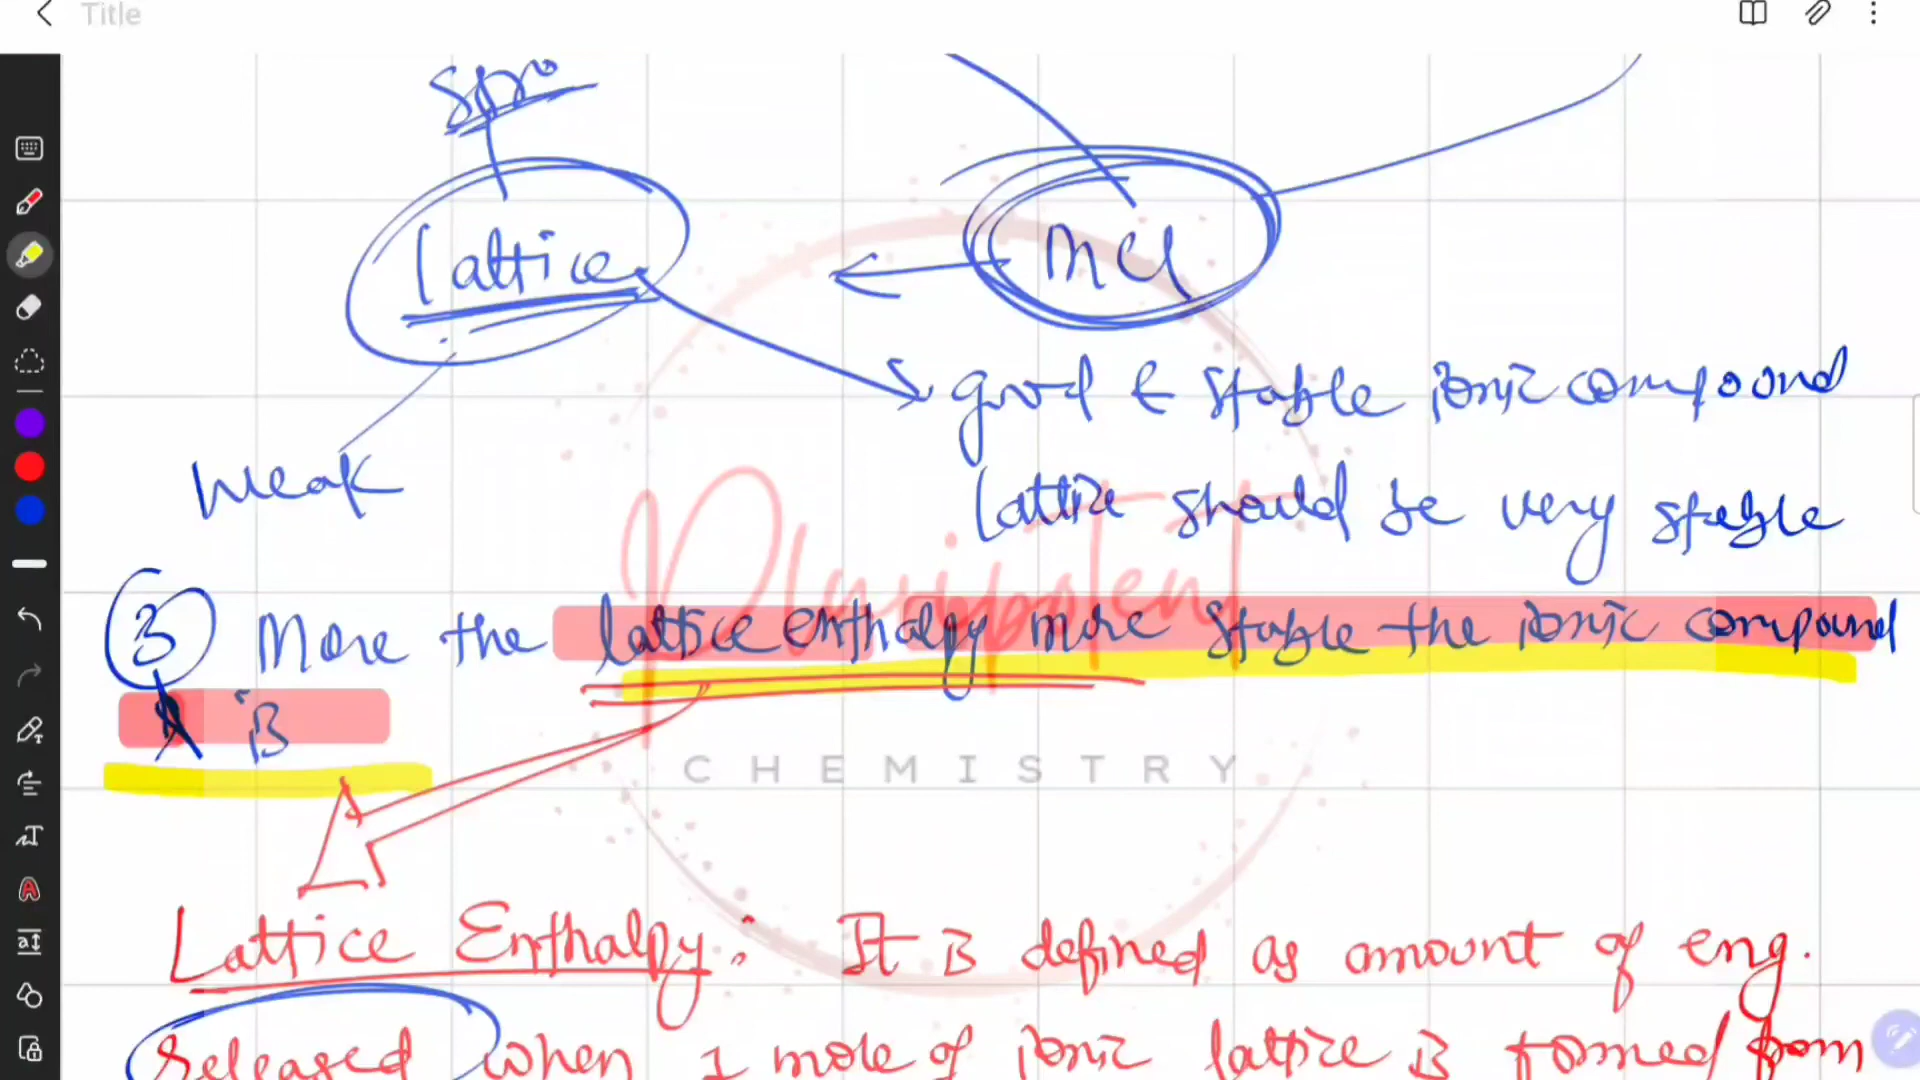 Title
lattice
MCl
good & stable ionic compound
weak
lattice should be very stable
Pluripotent
③ More the lattice enthalpy more stable the ionic compound
is
CHEMISTRY
Lattice Enthalpy: It is defined as amount of eng.
released when 1 mole of ionic lattice is formed from